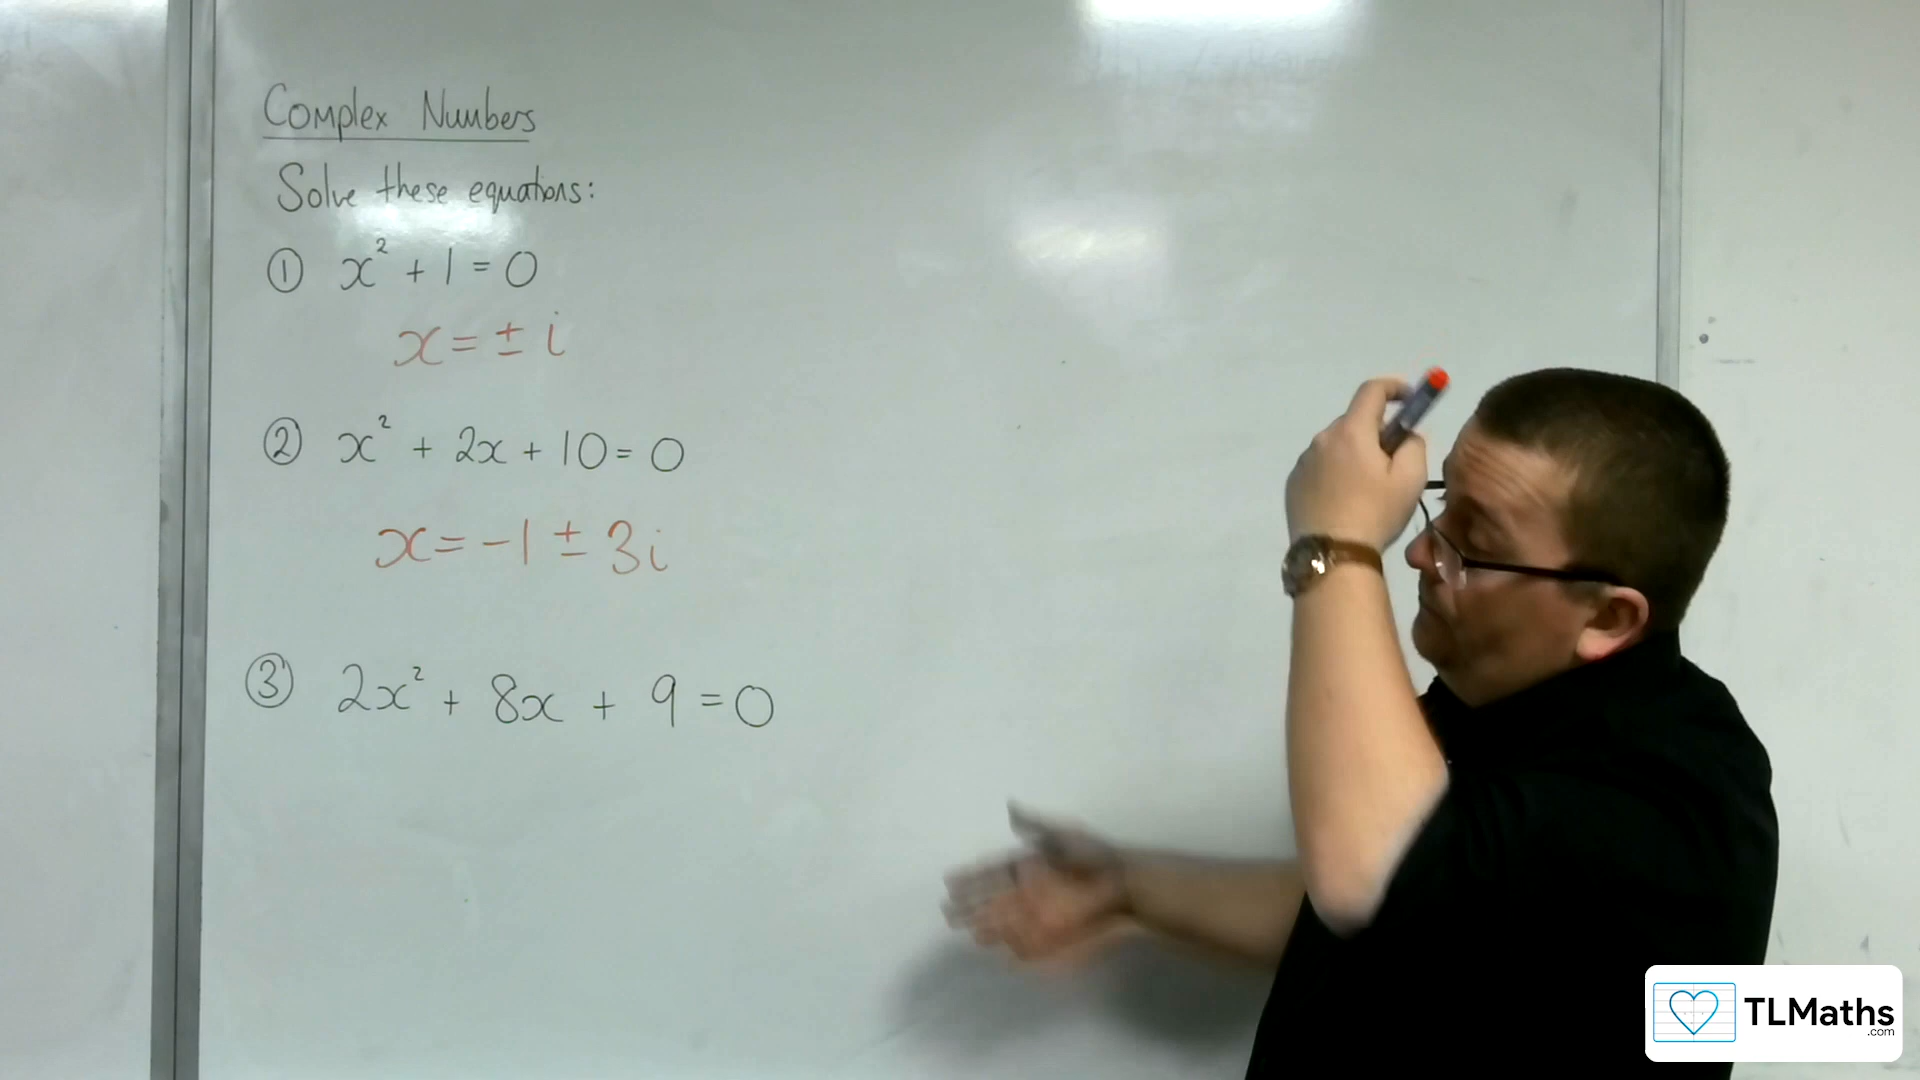 Complex Numbers
Solve these equations:
① x² + 1 = 0
x = ± i
② x² + 2x + 10 = 0
x = -1 ± 3i
③ 2x² + 8x + 9 = 0
TLMaths
.com